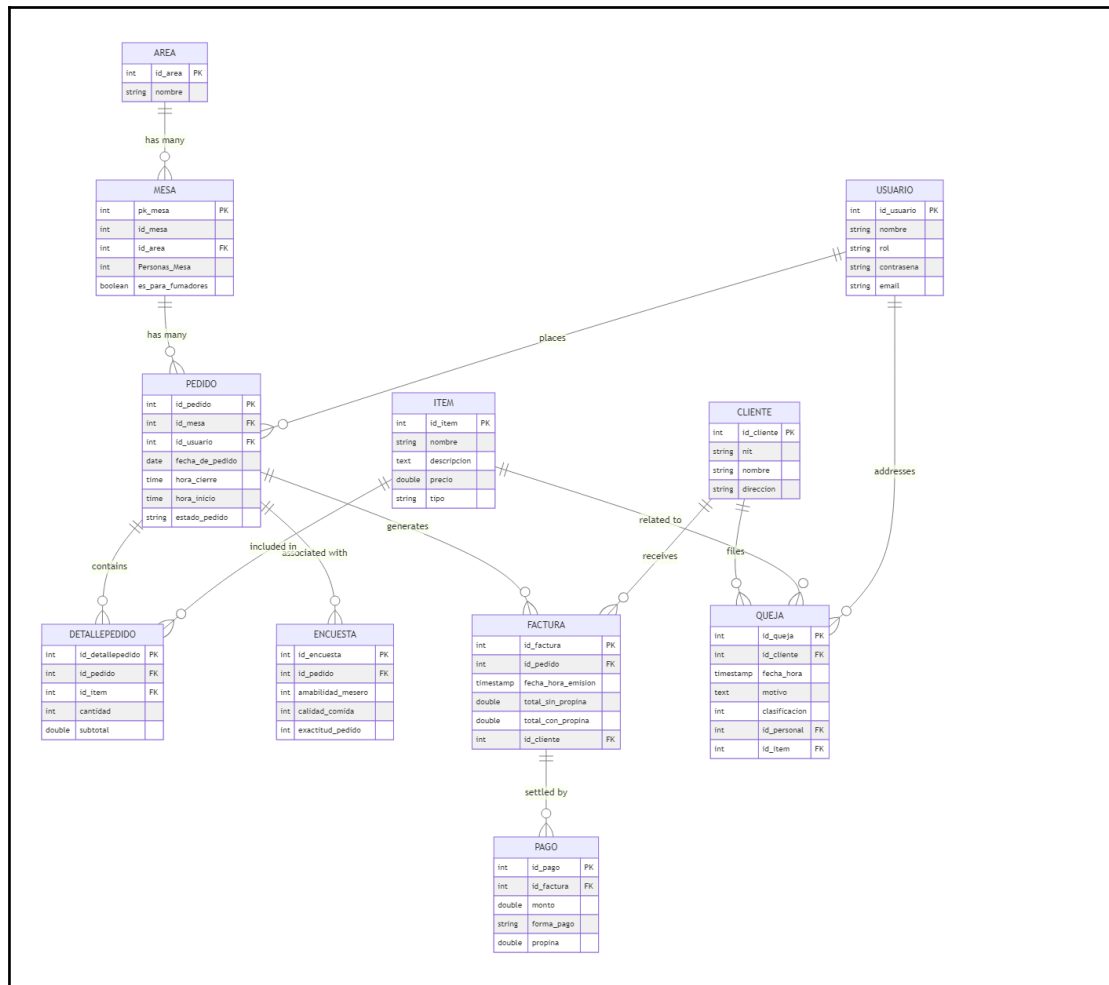 AREA
int id_area PK
string nombre
has many
MESA
int pk_mesa PK
int id_mesa
int id_area FK
int Personas_Mesa
boolean es_para_fumadores
USUARIO
int id_usuario PK
string nombre
string rol
string contrasena
string email
has many
places
PEDIDO
int id_pedido PK
int id_mesa FK
int id_usuario FK
date fecha_de_pedido
time hora_cierre
time hora_inicio
string estado_pedido
ITEM
int id_item PK
string nombre
text descripcion
double precio
string tipo
CLIENTE
int id_cliente PK
string nit
string nombre
string direccion
addresses
related to
generates
included in
associated with
files
receives
contains
DETALLEPEDIDO
int id_detallepedido PK
int id_pedido FK
int id_item FK
int cantidad
double subtotal
ENCUESTA
int id_encuesta PK
int id_pedido FK
int amabilidad_mesero
int calidad_comida
int exactitud_pedido
FACTURA
int id_factura PK
int id_pedido FK
timestamp fecha_hora_emision
double total_sin_propina
double total_con_propina
int id_cliente FK
QUEJA
int id_queja PK
int id_cliente FK
timestamp fecha_hora
text motivo
int clasificacion
int id_personal FK
int id_item FK
settled by
PAGO
int id_pago PK
int id_factura FK
double monto
string forma_pago
double propina